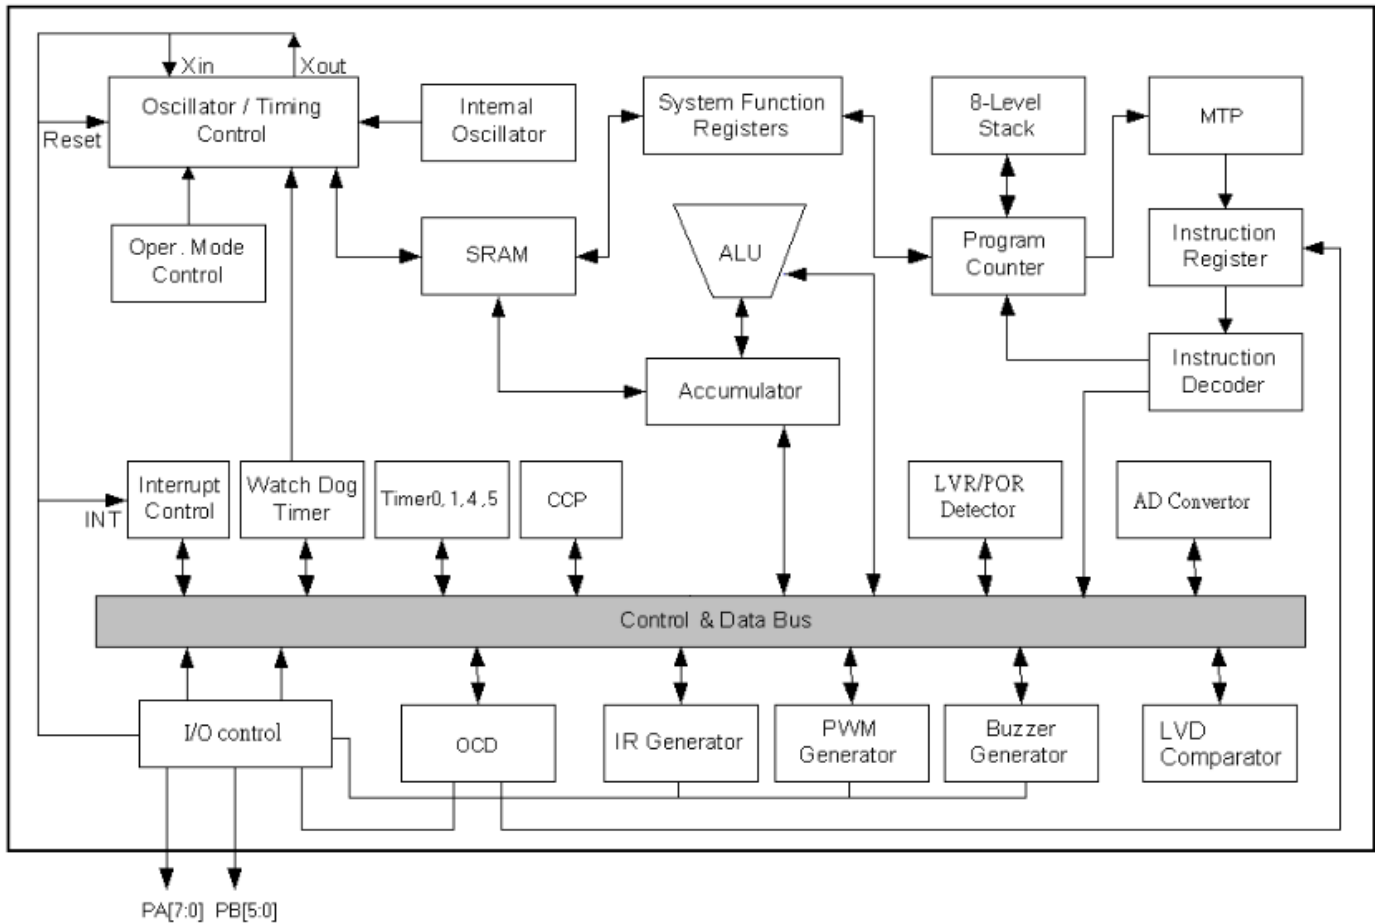 Xin
Xout
Oscillator / Timing
Control
Reset
Internal
Oscillator
System Function
Registers
8-Level
Stack
MTP
Oper. Mode
Control
SRAM
ALU
Program
Counter
Instruction
Register
Accumulator
Instruction
Decoder
Interrupt
Control
INT
Watch Dog
Timer
Timer0, 1, 4, 5
CCP
LVR/POR
Detector
AD Convertor
Control & Data Bus
I/O control
OCD
IR Generator
PWM
Generator
Buzzer
Generator
LVD
Comparator
PA[7:0]
PB[5:0]